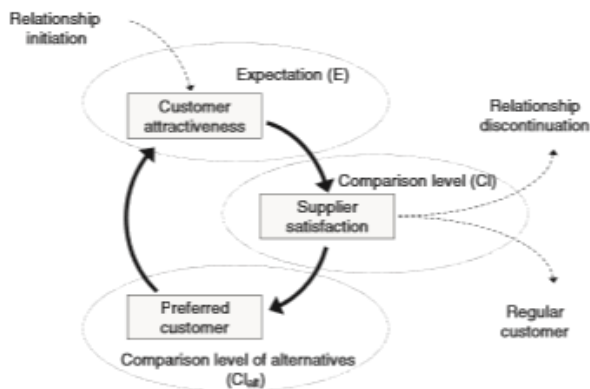 Relationship
initiation
Expectation (E)
Customer
attractiveness
Relationship
discontinuation
Comparison level (Cl)
Supplier
satisfaction
Preferred
customer
Regular
customer
Comparison level of alternatives
(Clalt)